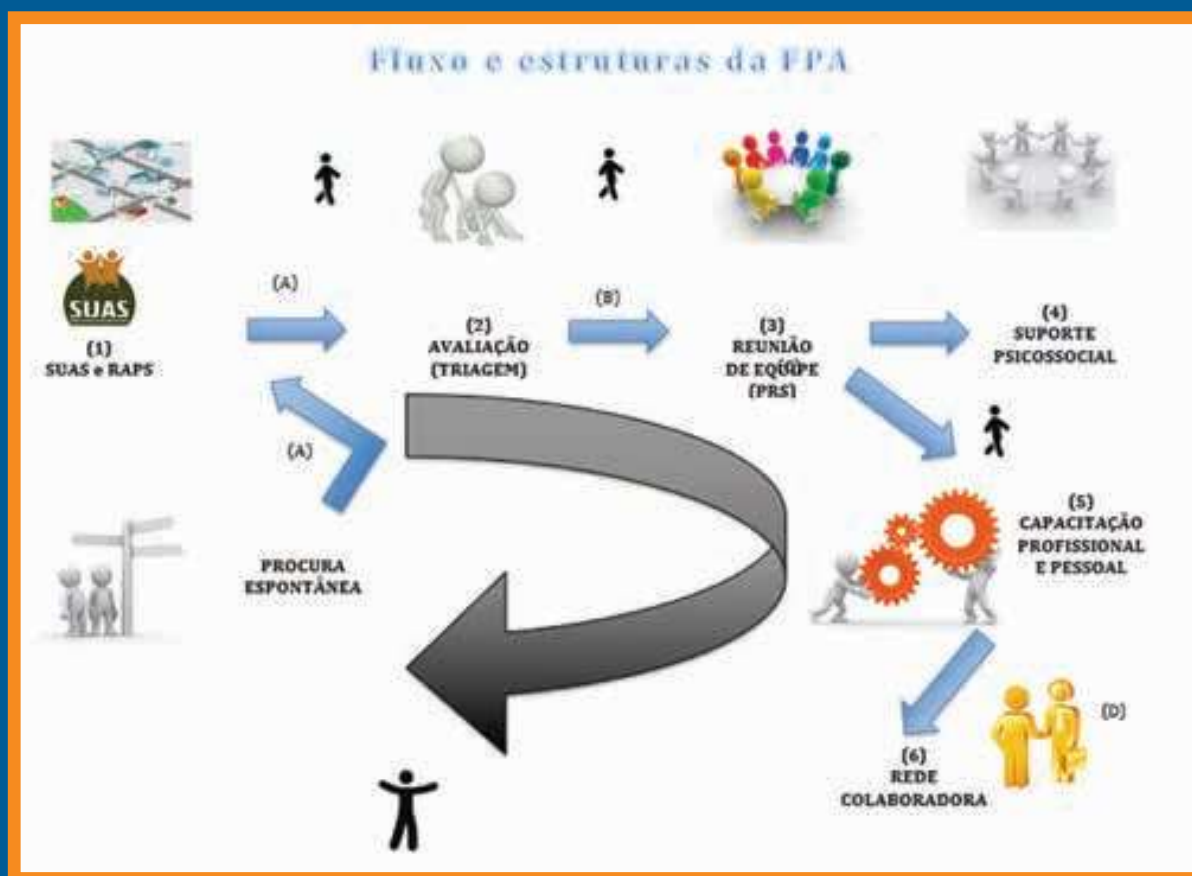 Fluxo e estruturas da FPA
SUAS
(1)
SUAS e RAPS
(A)
(2)
AVALIAÇÃO
(TRIAGEM)
(B)
(3)
REUNIÃO
DE EQUIPE
(PRS)
(4)
SUPORTE
PSICOSSOCIAL
(A)
PROCURA
ESPONTÂNEA
(5)
CAPACITAÇÃO
PROFISSIONAL
E PESSOAL
(D)
(6)
REDE
COLABORADORA